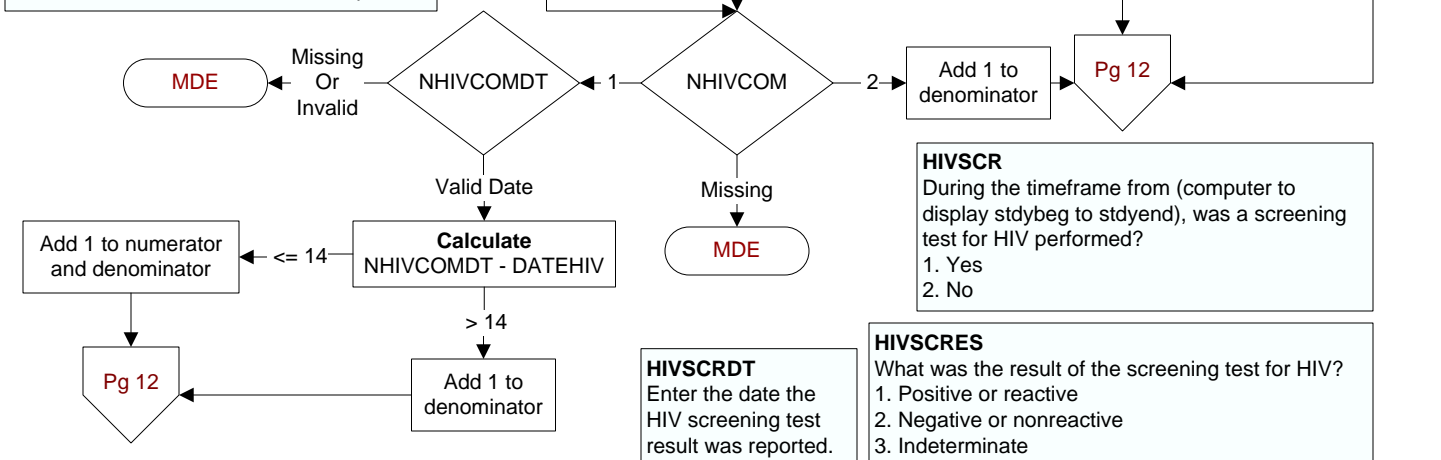 MDE
Missing
Or
Invalid
NHIVCOMDT
1
NHIVCOM
2
Add 1 to
denominator
Pg 12
Valid Date
Missing
MDE
Add 1 to numerator
and denominator
<= 14
Calculate
NHIVCOMDT - DATEHIV
> 14
Pg 12
Add 1 to
denominator
HIVSCR
During the timeframe from (computer to
display stdybeg to stdyend), was a screening
test for HIV performed?
1. Yes
2. No
HIVSCRDT
Enter the date the
HIV screening test
result was reported.
HIVSCRES
What was the result of the screening test for HIV?
1. Positive or reactive
2. Negative or nonreactive
3. Indeterminate